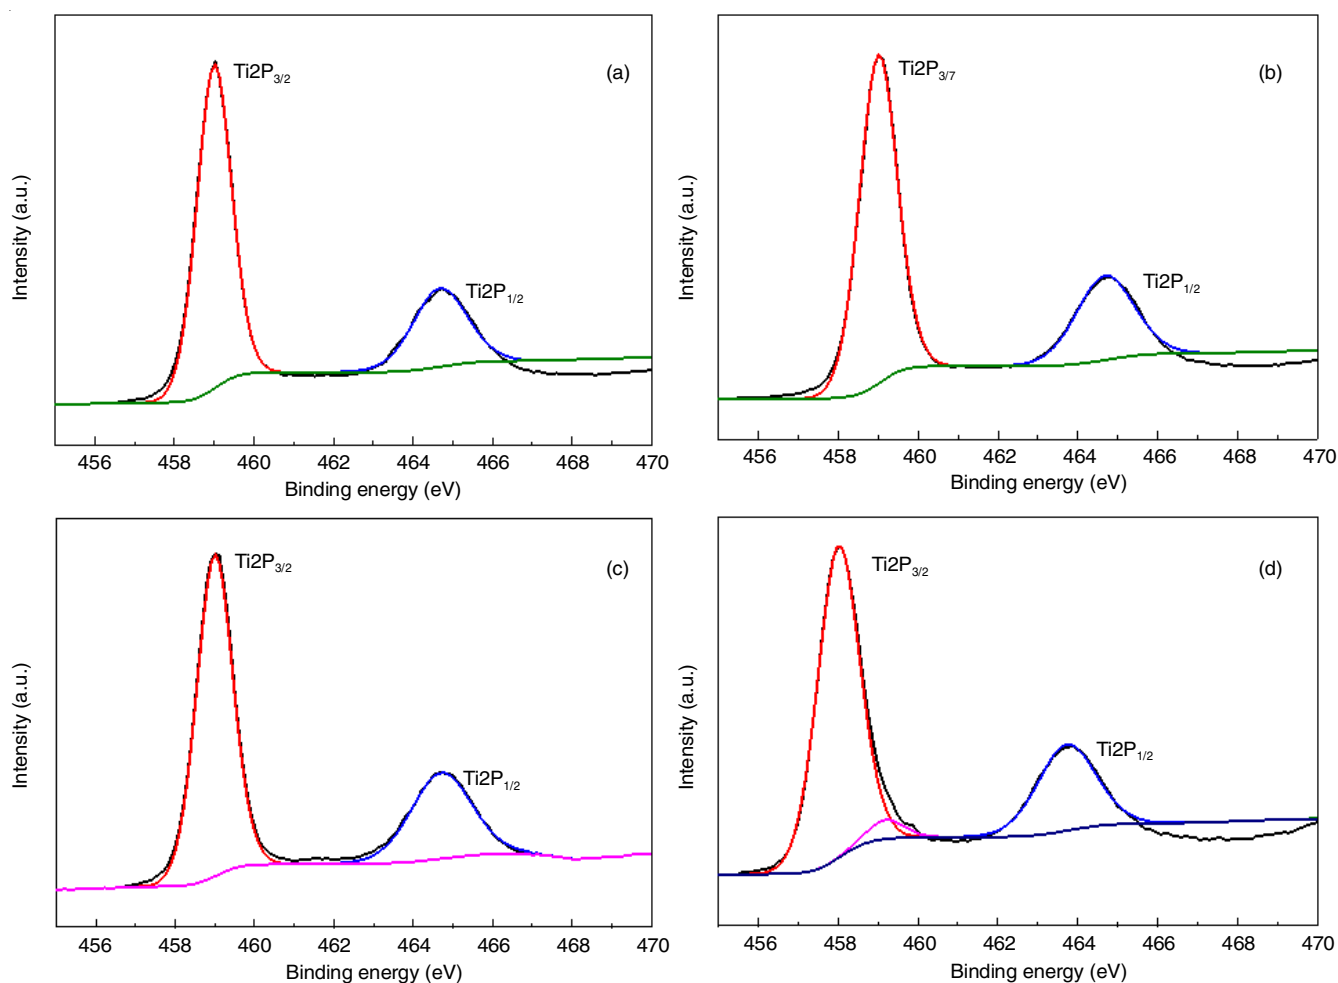 Ti2P3/2
(a)
Intensity (a.u.)
Ti2P1/2
456 458 460 462 464 466 468 470
Binding energy (eV)
Ti2P3/7
(b)
Intensity (a.u.)
Ti2P1/2
456 458 460 462 464 466 468 470
Binding energy (eV)
Ti2P3/2
(c)
Intensity (a.u.)
Ti2P1/2
456 458 460 462 464 466 468 470
Binding energy (eV)
Ti2P3/2
(d)
Intensity (a.u.)
Ti2P1/2
456 458 460 462 464 466 468 470
Binding energy (eV)